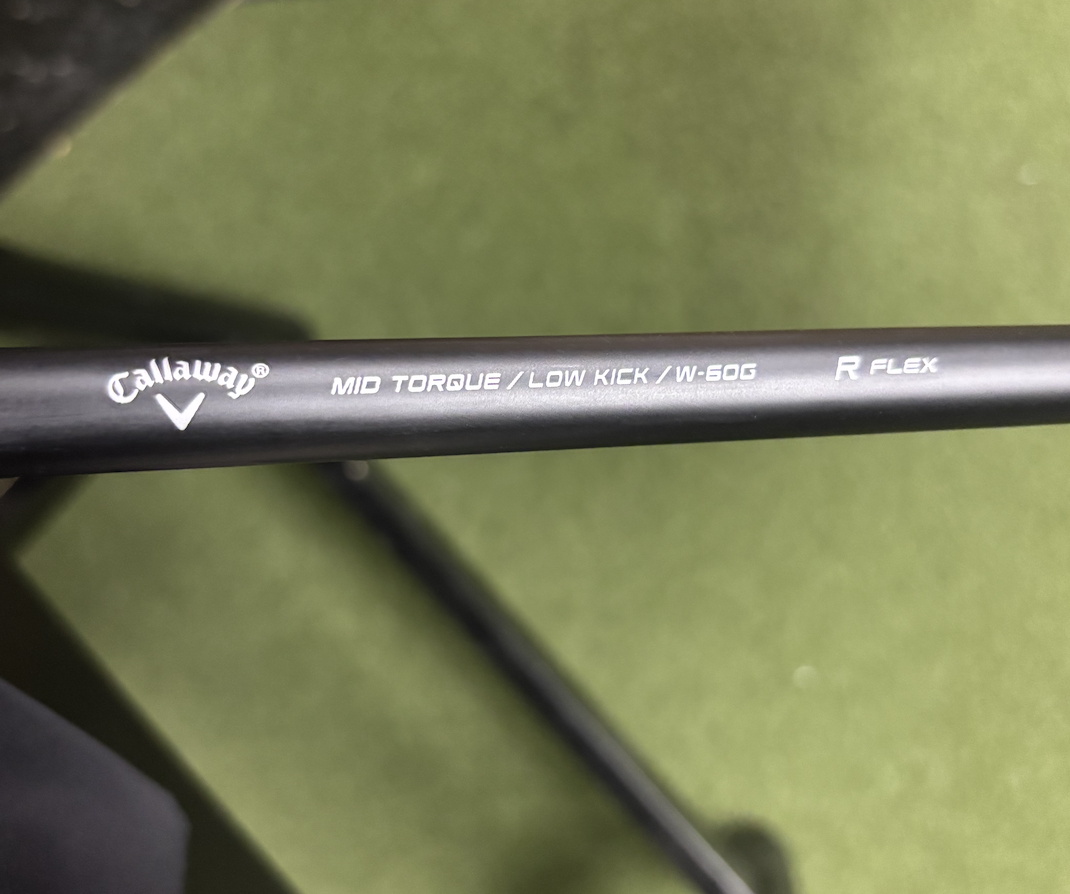 Callaway® MID TORQUE / LOW KICK / W-60G R FLEX